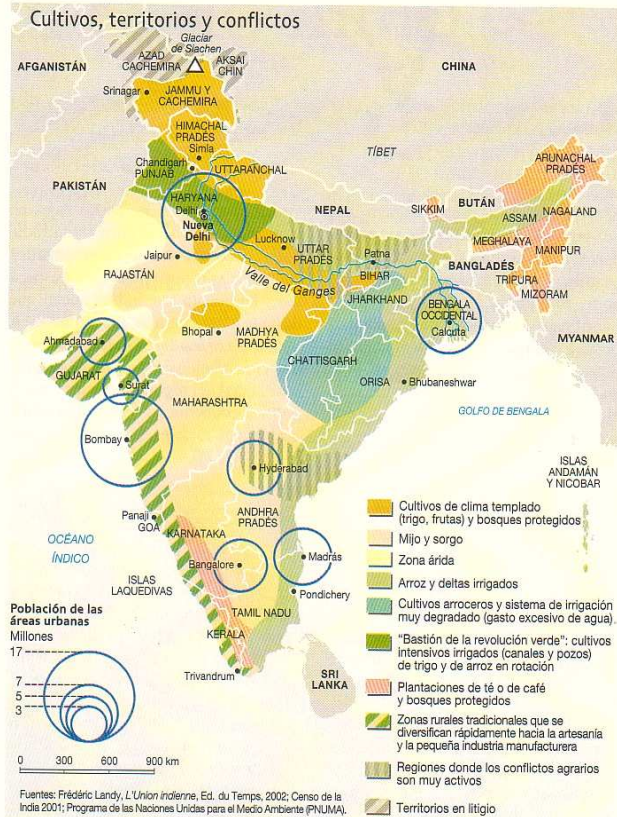 Cultivos, territorios y conflictos
Glaciar
de Siachen
AZAD
CACHEMIRA
AKSAI
CHIN
AFGANISTÁN
CHINA
Srinagar
JAMMU Y
CACHEMIRA
HIMACHAL
PRADÉS
Simla
TÍBET
Chandigarh
PUNJAB
UTTARANCHAL
ARUNACHAL
PRADÉS
PAKISTÁN
HARYANA
Delhi
Nueva
Delhi
NEPAL
SIKKIM
BUTÁN
ASSAM
NAGALAND
Jaipur
Lucknow
UTTAR
PRADÉS
Patna
BIHAR
MEGHALAYA
MANIPUR
RAJASTÁN
Valle del Ganges
BANGLADÉS
TRIPURA
MIZORAM
JHARKHAND
BENGALA
OCCIDENTAL
Calcuta
Ahmadabad
Bhopal
MADHYA
PRADÉS
MYANMAR
GUJARAT
CHATTISGARH
Surat
ORISA
Bhubaneshwar
MAHARASHTRA
GOLFO DE BENGALA
Bombay
Hyderabad
ISLAS
ANDAMÁN
Y NICOBAR
Panaji
GOA
ANDHRA
PRADÉS
KARNATAKA
OCÉANO
ÍNDICO
Bangalore
Madrás
ISLAS
LAQUEDIVAS
Pondichery
TAMIL NADU
KERALA
Trivandrum
SRI
LANKA
Población de las
áreas urbanas
Millones
17
7
5
3
0 300 600 900 km
Cultivos de clima templado
(trigo, frutas) y bosques protegidos
Mijo y sorgo
Zona árida
Arroz y deltas irrigados
Cultivos arroceros y sistema de irrigación
muy degradado (gasto excesivo de agua).
"Bastión de la revolución verde": cultivos
intensivos irrigados (canales y pozos)
de trigo y de arroz en rotación
Plantaciones de té o de café
y bosques protegidos
Zonas rurales tradicionales que se
diversifican rápidamente hacia la artesanía
y la pequeña industria manufacturera
Regiones donde los conflictos agrarios
son muy activos
Territorios en litigio
Fuentes: Frédéric Landy, L'Union indienne, Ed. du Temps, 2002; Censo de la
India 2001; Programa de las Naciones Unidas para el Medio Ambiente (PNUMA).